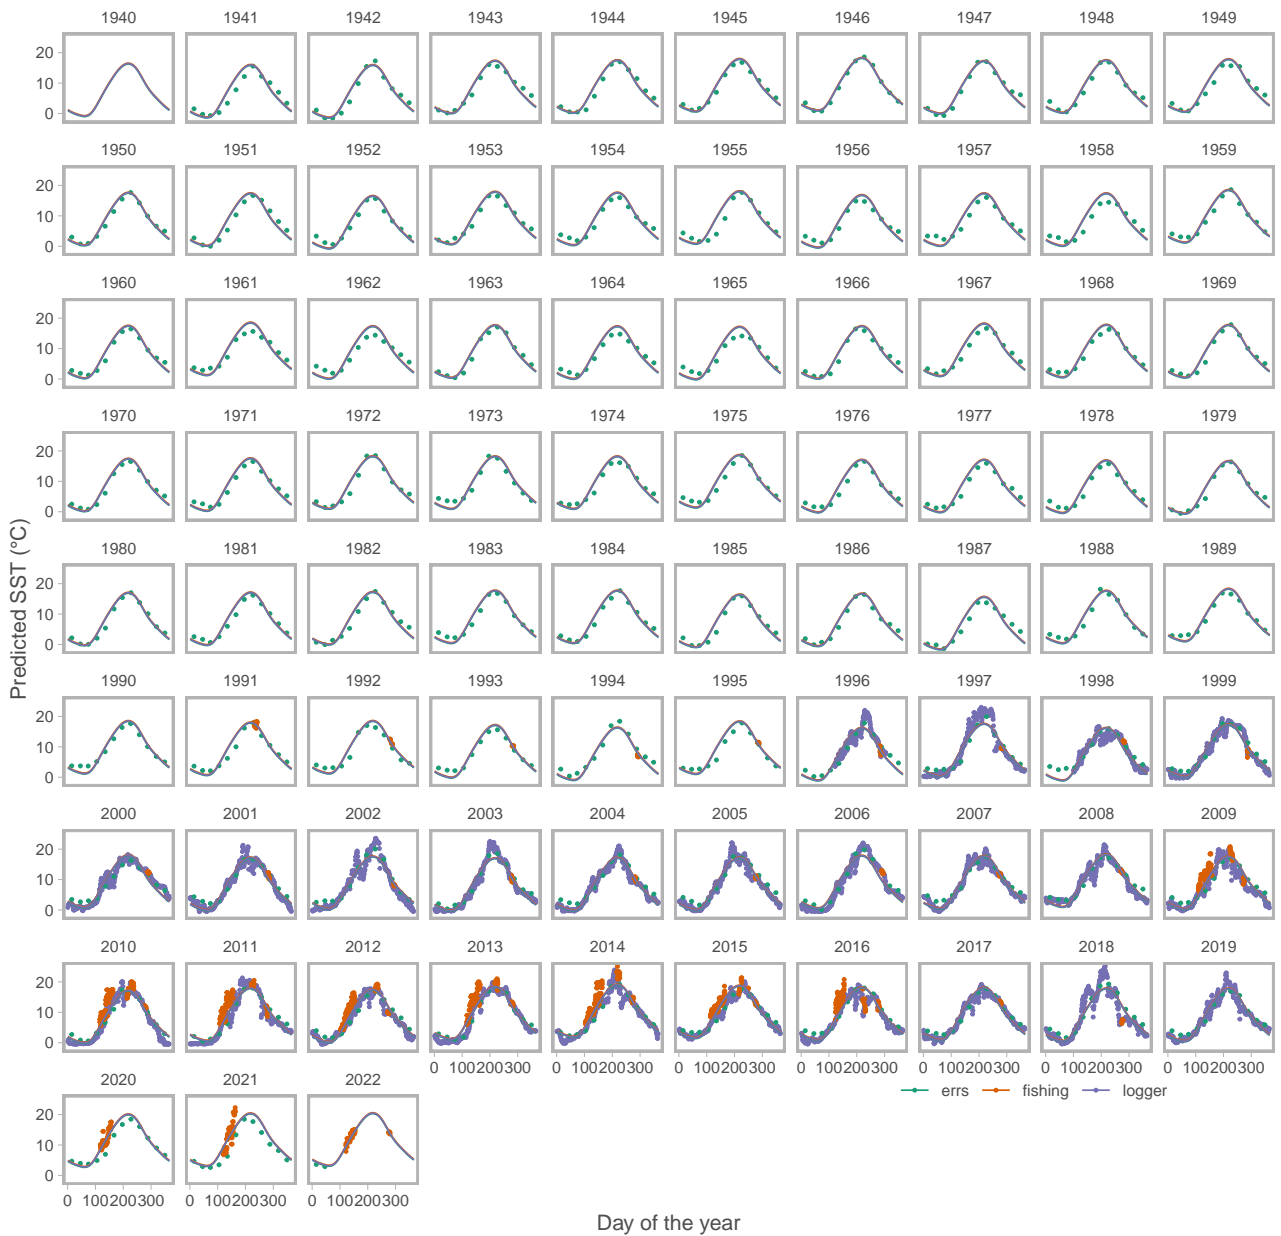 1940 1941 1942 1943 1944 1945 1946 1947 1948 1949
20
10
0
1950 1951 1952 1953 1954 1955 1956 1957 1958 1959
20
10
0
1960 1961 1962 1963 1964 1965 1966 1967 1968 1969
20
10
0
1970 1971 1972 1973 1974 1975 1976 1977 1978 1979
20
10
0
Predicted SST (°C)
1980 1981 1982 1983 1984 1985 1986 1987 1988 1989
20
10
0
1990 1991 1992 1993 1994 1995 1996 1997 1998 1999
20
10
0
2000 2001 2002 2003 2004 2005 2006 2007 2008 2009
20
10
0
2010 2011 2012 2013 2014 2015 2016 2017 2018 2019
20
10
0
0 100200300 0 100200300 0 100200300 0 100200300 0 100200300 0 100200300 0 100200300
2020 2021 2022
errs fishing logger
20
10
0
0 100200300 0 100200300 0 100200300
Day of the year